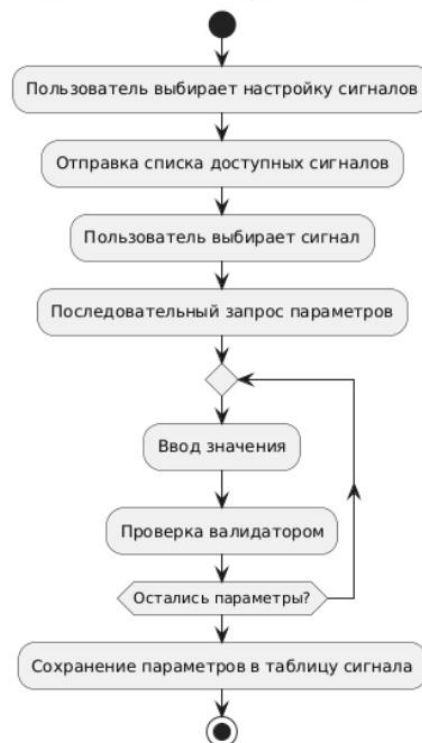 Пользователь выбирает настройку сигналов
Отправка списка доступных сигналов
Пользователь выбирает сигнал
Последовательный запрос параметров
Ввод значения
Проверка валидатором
Остались параметры?
Сохранение параметров в таблицу сигнала